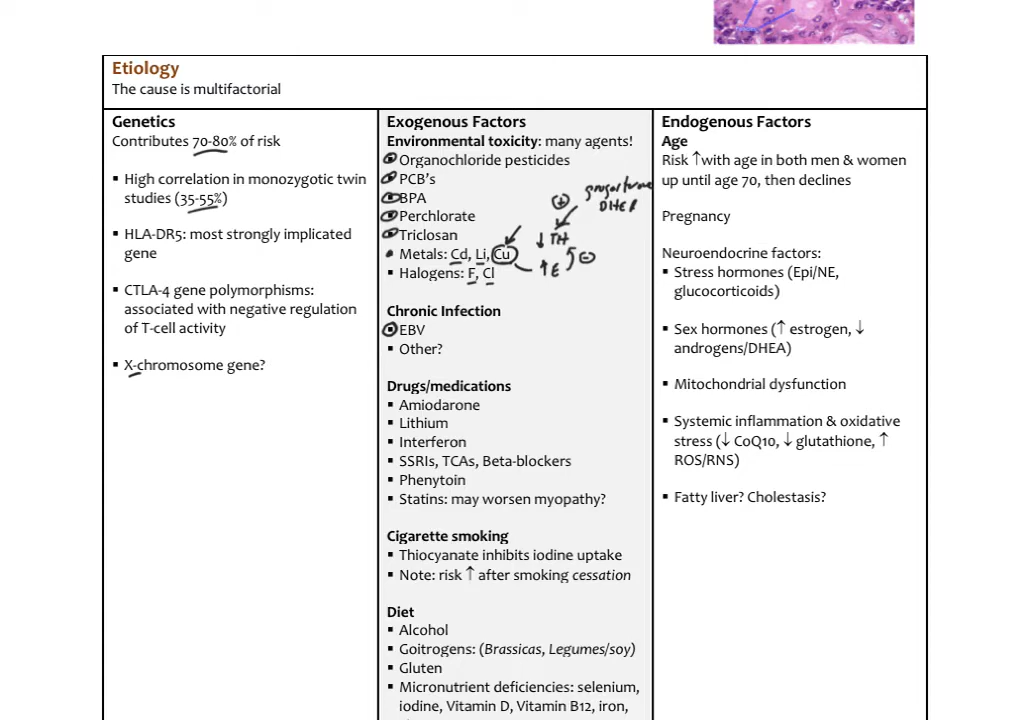 Etiology
The cause is multifactorial
Genetics
Contributes 70-80% of risk
▪ High correlation in monozygotic twin
studies (35-55%)
▪ HLA-DR5: most strongly implicated
gene
▪ CTLA-4 gene polymorphisms:
associated with negative regulation
of T-cell activity
▪ X-chromosome gene?
Exogenous Factors
Environmental toxicity: many agents!
Organochloride pesticides
PCB's
BPA
Perchlorate
Triclosan
▪ Metals: Cd, Li, Cu
▪ Halogens: F, Cl
⊕
progesterone
DHEA
↓ TH
↑ E
⊖
Chronic Infection
EBV
▪ Other?
Drugs/medications
▪ Amiodarone
▪ Lithium
▪ Interferon
▪ SSRIs, TCAs, Beta-blockers
▪ Phenytoin
▪ Statins: may worsen myopathy?
Cigarette smoking
▪ Thiocyanate inhibits iodine uptake
▪ Note: risk ↑ after smoking cessation
Diet
▪ Alcohol
▪ Goitrogens: (Brassicas, Legumes/soy)
▪ Gluten
▪ Micronutrient deficiencies: selenium,
iodine, Vitamin D, Vitamin B12, iron,
Endogenous Factors
Age
Risk ↑with age in both men & women
up until age 70, then declines
Pregnancy
Neuroendocrine factors:
▪ Stress hormones (Epi/NE,
glucocorticoids)
▪ Sex hormones (↑ estrogen, ↓
androgens/DHEA)
▪ Mitochondrial dysfunction
▪ Systemic inflammation & oxidative
stress (↓ CoQ10, ↓ glutathione, ↑
ROS/RNS)
▪ Fatty liver? Cholestasis?